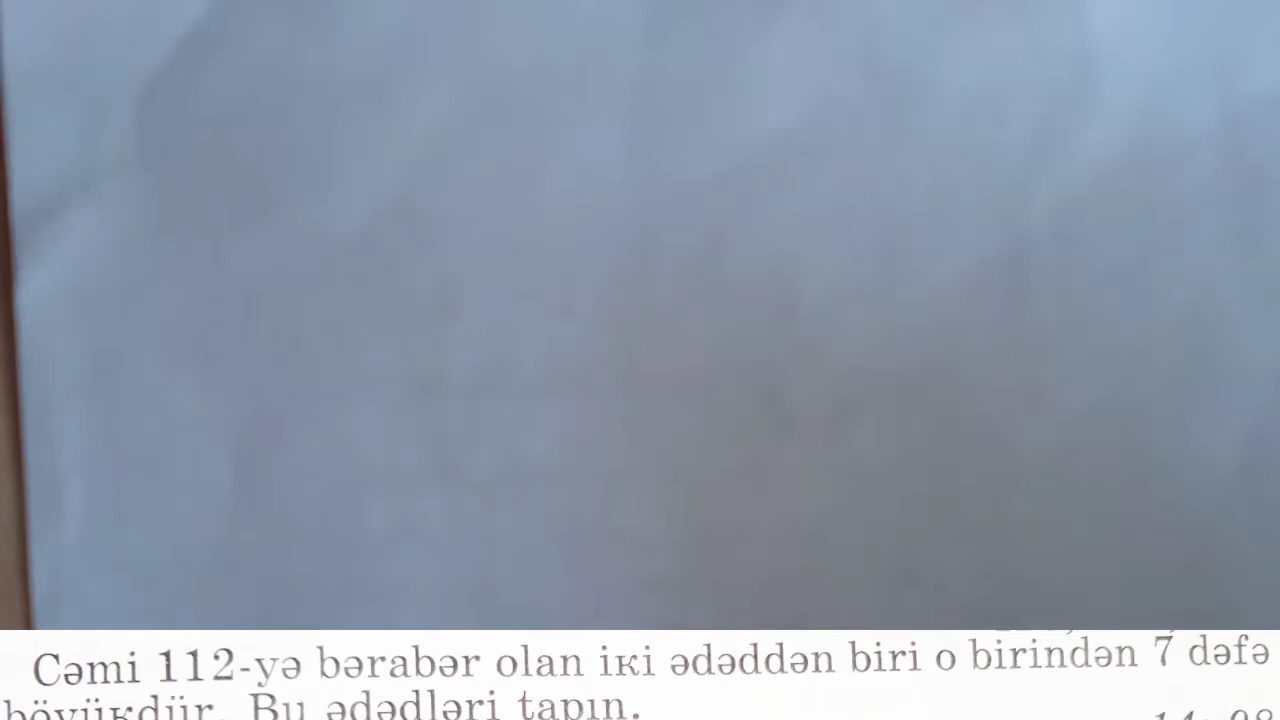 Cəmi 112-yə bərabər olan iki ədəddən biri o birindən 7 dəfə
böyükdür. Bu ədədləri tapın.